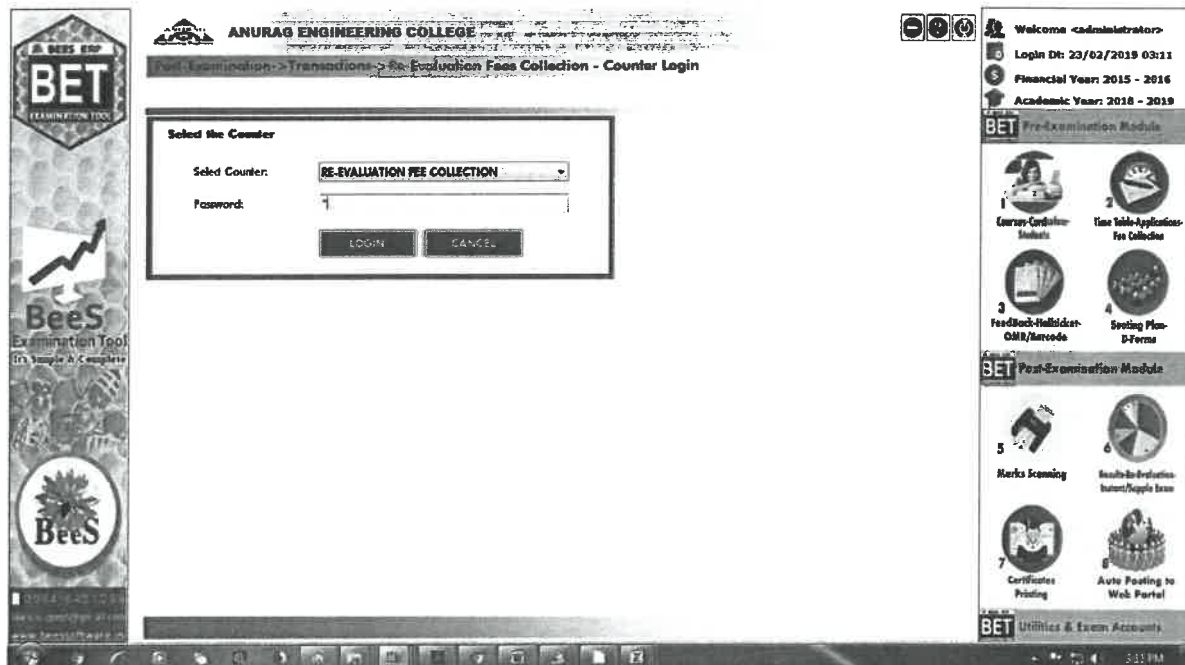 A BEES ERP
BET
EXAMINATION TOOL
BeeS
Examination Tool
It's Simple & Complete
BeeS
ANURAG ENGINEERING COLLEGE
Post-Examination->Transactions->Re-Evaluation Fees Collection - Counter Login
Select the Counter
Select Counter:
RE-EVALUATION FEE COLLECTION
Password:
*
LOGIN
CANCEL
Welcome <administrator>
Login Dt: 23/02/2019 03:11
Financial Year: 2015 - 2016
Academic Year: 2018 - 2019
BET Pre-Examination Module
1
Students
2
Time Table-Applications-
Fee Collection
3
FeedBack-Hallticket-
OMR/Barcode
4
Seating Plan-
D-Forms
BET Post-Examination Module
5
Marks Scanning
6
Results-Re-Evaluation-
Instant/Supple Exam
7
Certificates
Printing
8
Auto Posting to
Web Portal
BET Utilities & Exam Accounts